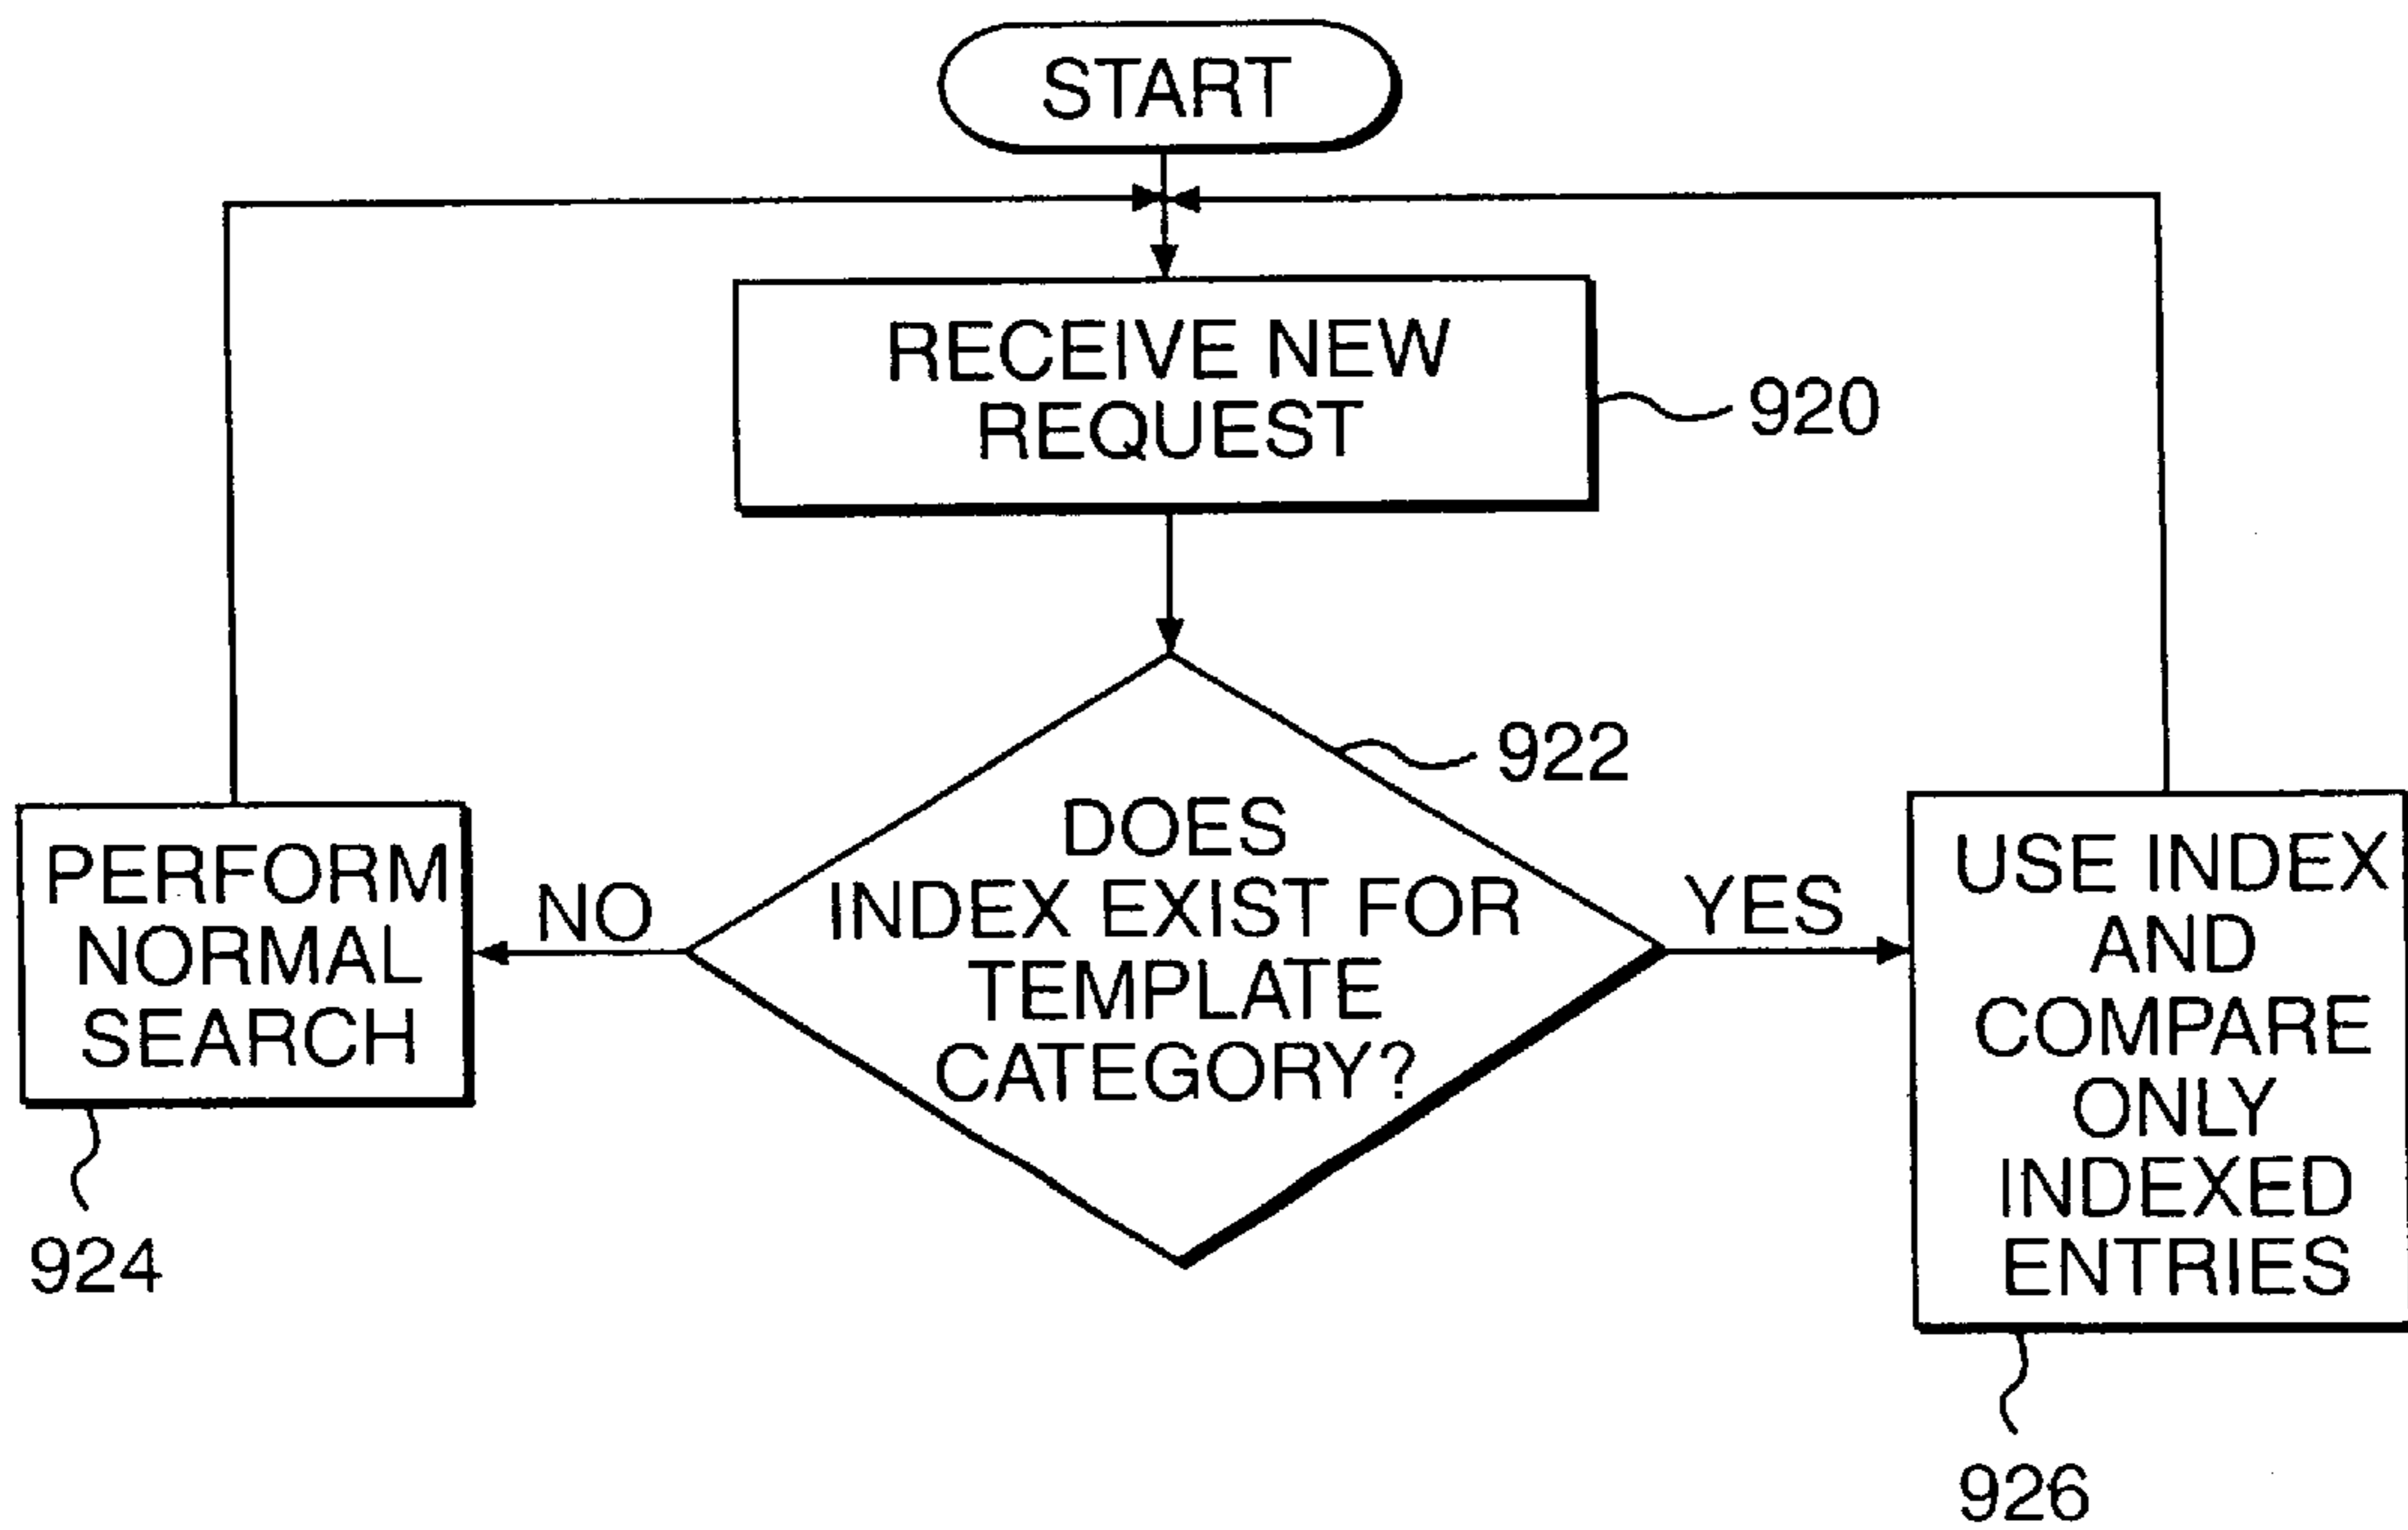 START
RECEIVE NEW
REQUEST
920
922
DOES
INDEX EXIST FOR
TEMPLATE
CATEGORY?
NO
YES
PERFORM
NORMAL
SEARCH
924
USE INDEX
AND
COMPARE
ONLY
INDEXED
ENTRIES
926